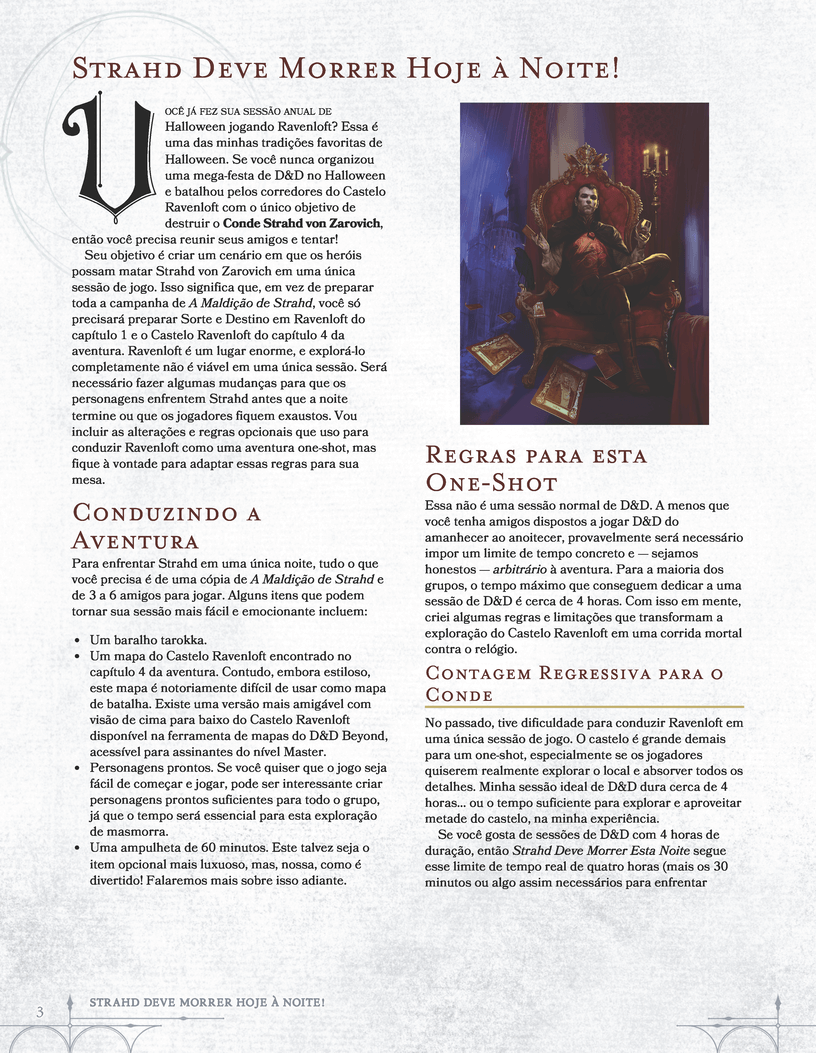 Strahd Deve Morrer Hoje à Noite!
Você já fez sua sessão anual de
Halloween jogando Ravenloft? Essa é
uma das minhas tradições favoritas de
Halloween. Se você nunca organizou
uma mega-festa de D&D no Halloween
e batalhou pelos corredores do Castelo
Ravenloft com o único objetivo de
destruir o Conde Strahd von Zarovich,
então você precisa reunir seus amigos e tentar!
Seu objetivo é criar um cenário em que os heróis
possam matar Strahd von Zarovich em uma única
sessão de jogo. Isso significa que, em vez de preparar
toda a campanha de A Maldição de Strahd, você só
precisará preparar Sorte e Destino em Ravenloft do
capítulo 1 e o Castelo Ravenloft do capítulo 4 da
aventura. Ravenloft é um lugar enorme, e explorá-lo
completamente não é viável em uma única sessão. Será
necessário fazer algumas mudanças para que os
personagens enfrentem Strahd antes que a noite
termine ou que os jogadores fiquem exaustos. Vou
incluir as alterações e regras opcionais que uso para
conduzir Ravenloft como uma aventura one-shot, mas
fique à vontade para adaptar essas regras para sua
mesa.
Conduzindo a
Aventura
Para enfrentar Strahd em uma única noite, tudo o que
você precisa é de uma cópia de A Maldição de Strahd e
de 3 a 6 amigos para jogar. Alguns itens que podem
tornar sua sessão mais fácil e emocionante incluem:
• Um baralho tarokka.
• Um mapa do Castelo Ravenloft encontrado no
capítulo 4 da aventura. Contudo, embora estiloso,
este mapa é notoriamente difícil de usar como mapa
de batalha. Existe uma versão mais amigável com
visão de cima para baixo do Castelo Ravenloft
disponível na ferramenta de mapas do D&D Beyond,
acessível para assinantes do nível Master.
• Personagens prontos. Se você quiser que o jogo seja
fácil de começar e jogar, pode ser interessante criar
personagens prontos suficientes para todo o grupo,
já que o tempo será essencial para esta exploração
de masmorra.
• Uma ampulheta de 60 minutos. Este talvez seja o
item opcional mais luxuoso, mas, nossa, como é
divertido! Falaremos mais sobre isso adiante.
Regras para esta
One-Shot
Essa não é uma sessão normal de D&D. A menos que
você tenha amigos dispostos a jogar D&D do
amanhecer ao anoitecer, provavelmente será necessário
impor um limite de tempo concreto e — sejamos
honestos — arbitrário à aventura. Para a maioria dos
grupos, o tempo máximo que conseguem dedicar a uma
sessão de D&D é cerca de 4 horas. Com isso em mente,
criei algumas regras e limitações que transformam a
exploração do Castelo Ravenloft em uma corrida mortal
contra o relógio.
Contagem Regressiva para o
Conde
No passado, tive dificuldade para conduzir Ravenloft em
uma única sessão de jogo. O castelo é grande demais
para um one-shot, especialmente se os jogadores
quiserem realmente explorar o local e absorver todos os
detalhes. Minha sessão ideal de D&D dura cerca de 4
horas... ou o tempo suficiente para explorar e aproveitar
metade do castelo, na minha experiência.
Se você gosta de sessões de D&D com 4 horas de
duração, então Strahd Deve Morrer Esta Noite segue
esse limite de tempo real de quatro horas (mais os 30
minutos ou algo assim necessários para enfrentar
3
STRAHD DEVE MORRER HOJE À NOITE!